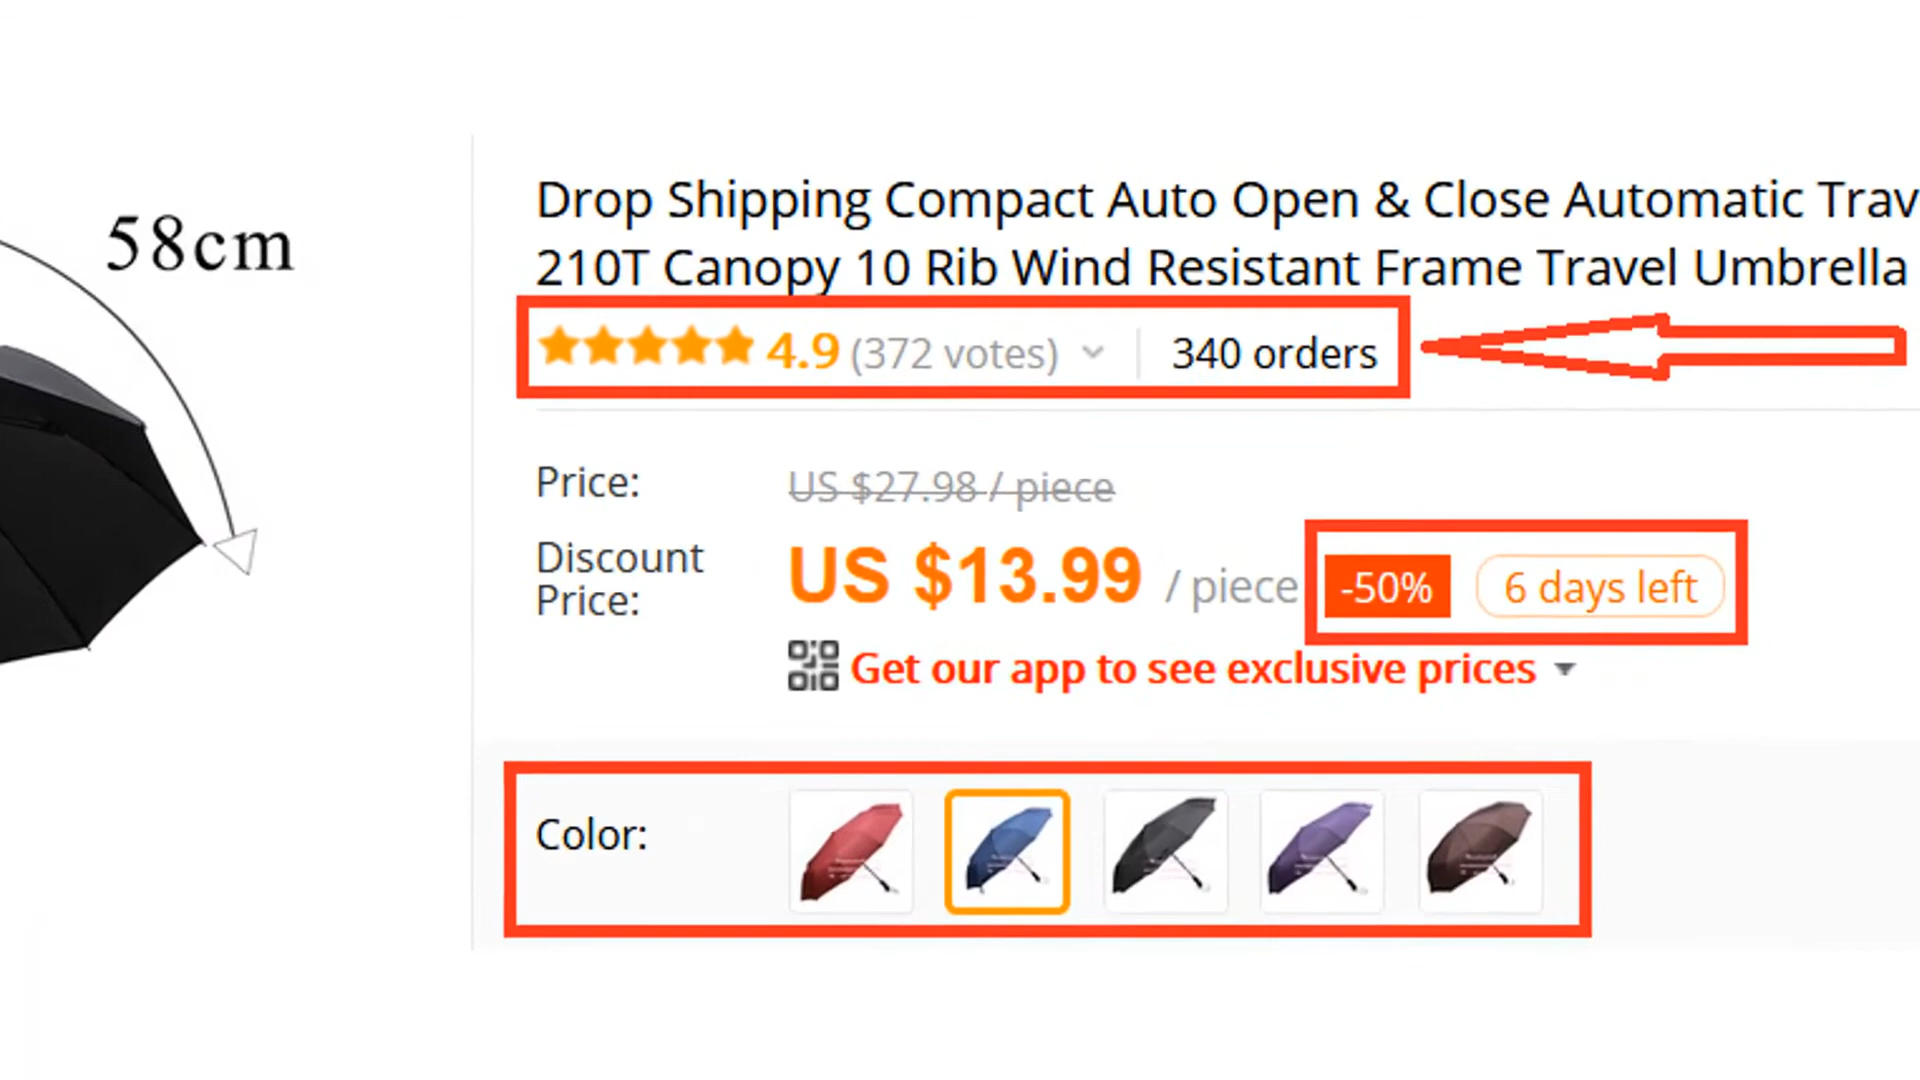 58cm
Drop Shipping Compact Auto Open & Close Automatic Trav
210T Canopy 10 Rib Wind Resistant Frame Travel Umbrella
4.9 (372 votes) 340 orders
Price: US $27.98 / piece
Discount Price: US $13.99 / piece -50% 6 days left
Get our app to see exclusive prices
Color: